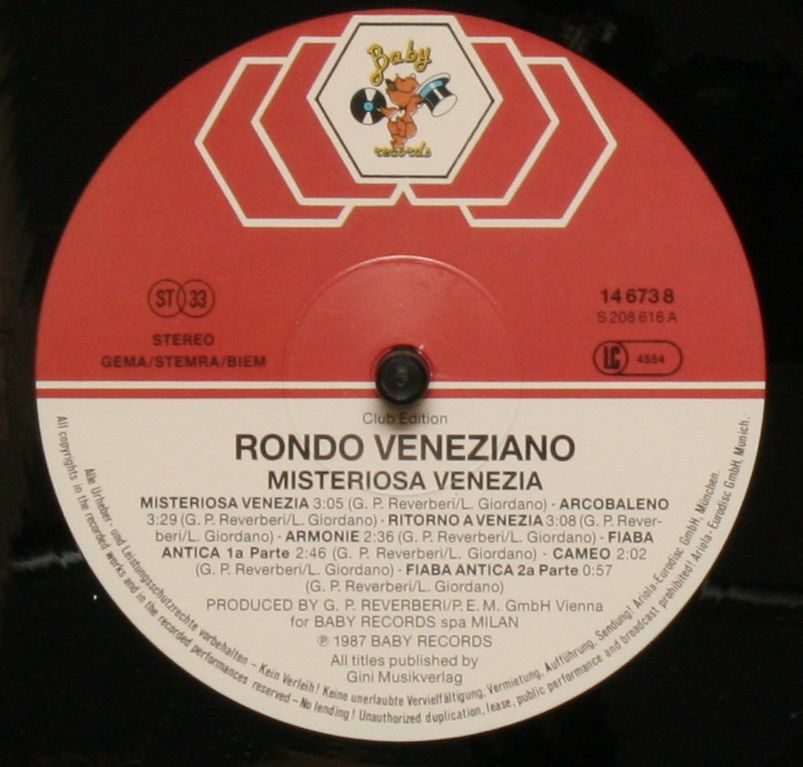 Baby
records
ST 33
STEREO
GEMA/STEMRA/BIEM
14 673 8
S 208 616 A
LC 4554
Club Edition
RONDO VENEZIANO
MISTERIOSA VENEZIA
MISTERIOSA VENEZIA 3:05 (G. P. Reverberi/L. Giordano) · ARCOBALENO
3:29 (G. P. Reverberi/L. Giordano) · RITORNO A VENEZIA 3:08 (G. P. Rever-
beri/L. Giordano) · ARMONIE 2:36 (G. P. Reverberi/L. Giordano) · FIABA
ANTICA 1a Parte 2:46 (G. P. Reverberi/L. Giordano) · CAMEO 2:02
(G. P. Reverberi/L. Giordano) · FIABA ANTICA 2a Parte 0:57
(G. P. Reverberi/L. Giordano)
PRODUCED BY G. P. REVERBERI/P. E. M. GmbH Vienna
for BABY RECORDS spa MILAN
℗ 1987 BABY RECORDS
All titles published by
Gini Musikverlag
Alle Urheber- und Leistungsschutzrechte vorbehalten – Kein Verleih! Keine unerlaubte Vervielfältigung, Vermietung, Aufführung, Sendung! Ariola-Eurodisc GmbH, München.
All copyrights in the recorded works and in the recorded performances reserved – No lending! Unauthorized duplication, lease, public performance and broadcast prohibited! Ariola-Eurodisc GmbH, Munich.